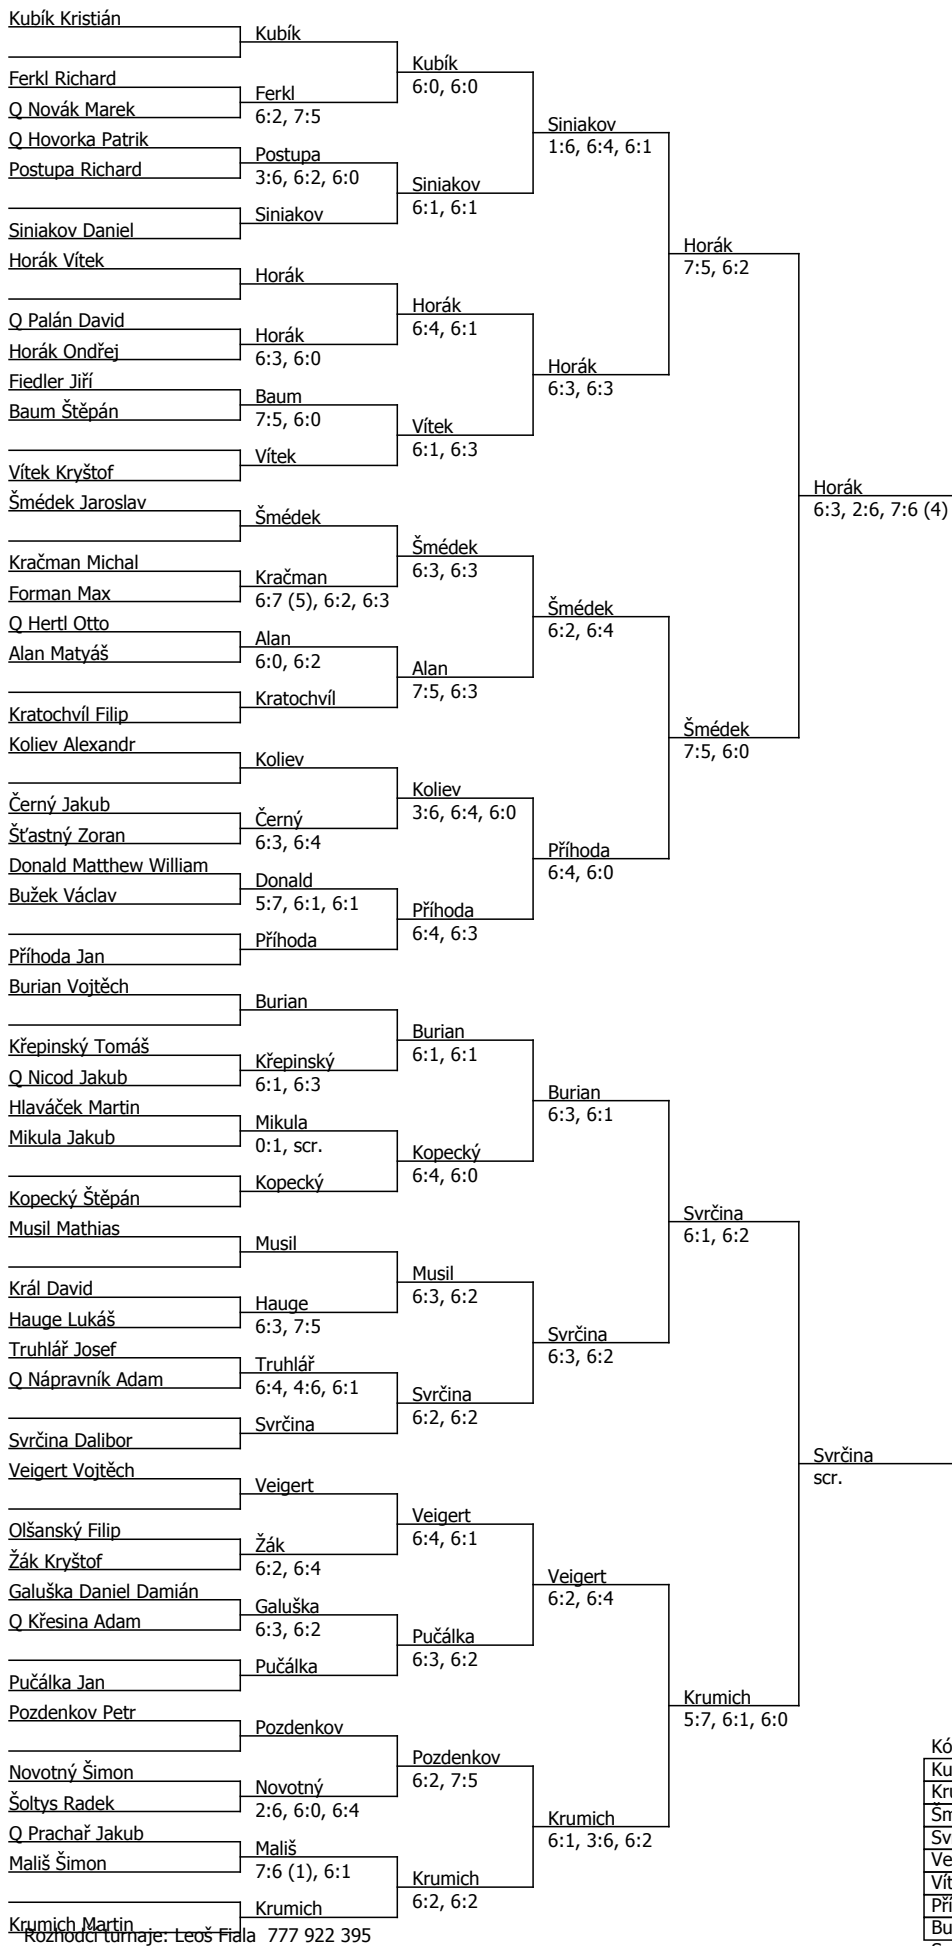 Kubík Kristián
Kubík
Kubík
6:0, 6:0
Ferkl Richard
Ferkl
6:2, 7:5
Q Novák Marek
Siniakov
1:6, 6:4, 6:1
Q Hovorka Patrik
Postupa
3:6, 6:2, 6:0
Postupa Richard
Siniakov
6:1, 6:1
Siniakov
Siniakov Daniel
Horák
7:5, 6:2
Horák Vítek
Horák
Horák
6:4, 6:1
Q Palán David
Horák
6:3, 6:0
Horák Ondřej
Horák
6:3, 6:3
Fiedler Jiří
Baum
7:5, 6:0
Baum Štěpán
Vítek
6:1, 6:3
Vítek
Vítek Kryštof
Horák
6:3, 2:6, 7:6 (4)
Šmédek Jaroslav
Šmédek
Šmédek
6:3, 6:3
Kračman Michal
Kračman
6:7 (5), 6:2, 6:3
Forman Max
Šmédek
6:2, 6:4
Q Hertl Otto
Alan
6:0, 6:2
Alan Matyáš
Alan
7:5, 6:3
Kratochvíl
Kratochvíl Filip
Šmédek
7:5, 6:0
Koliev Alexandr
Koliev
Koliev
3:6, 6:4, 6:0
Černý Jakub
Černý
6:3, 6:4
Šťastný Zoran
Příhoda
6:4, 6:0
Donald Matthew William
Donald
5:7, 6:1, 6:1
Bužek Václav
Příhoda
6:4, 6:3
Příhoda
Příhoda Jan
Burian Vojtěch
Burian
Burian
6:1, 6:1
Křepinský Tomáš
Křepinský
6:1, 6:3
Q Nicod Jakub
Burian
6:3, 6:1
Hlaváček Martin
Mikula
0:1, scr.
Mikula Jakub
Kopecký
6:4, 6:0
Kopecký
Kopecký Štěpán
Svrčina
6:1, 6:2
Musil Mathias
Musil
Musil
6:3, 6:2
Král David
Hauge
6:3, 7:5
Hauge Lukáš
Svrčina
6:3, 6:2
Truhlář Josef
Truhlář
6:4, 4:6, 6:1
Q Nápravník Adam
Svrčina
6:2, 6:2
Svrčina
Svrčina Dalibor
Svrčina
scr.
Veigert Vojtěch
Veigert
Veigert
6:4, 6:1
Olšanský Filip
Žák
6:2, 6:4
Žák Kryštof
Veigert
6:2, 6:4
Galuška Daniel Damián
Galuška
6:3, 6:2
Q Křesina Adam
Pučálka
6:3, 6:2
Pučálka
Pučálka Jan
Krumich
5:7, 6:1, 6:0
Pozdenkov Petr
Pozdenkov
Pozdenkov
6:2, 7:5
Novotný Šimon
Novotný
2:6, 6:0, 6:4
Šoltys Radek
Krumich
6:1, 3:6, 6:2
Q Prachař Jakub
Mališ
7:6 (1), 6:1
Mališ Šimon
Krumich
6:2, 6:2
Krumich
Krumich Martin
Rozhodčí turnaje: Leoš Fiala 777 922 395
Kó
Ku
Kru
Šm
Sv
Ve
Vít
Pří
Bu